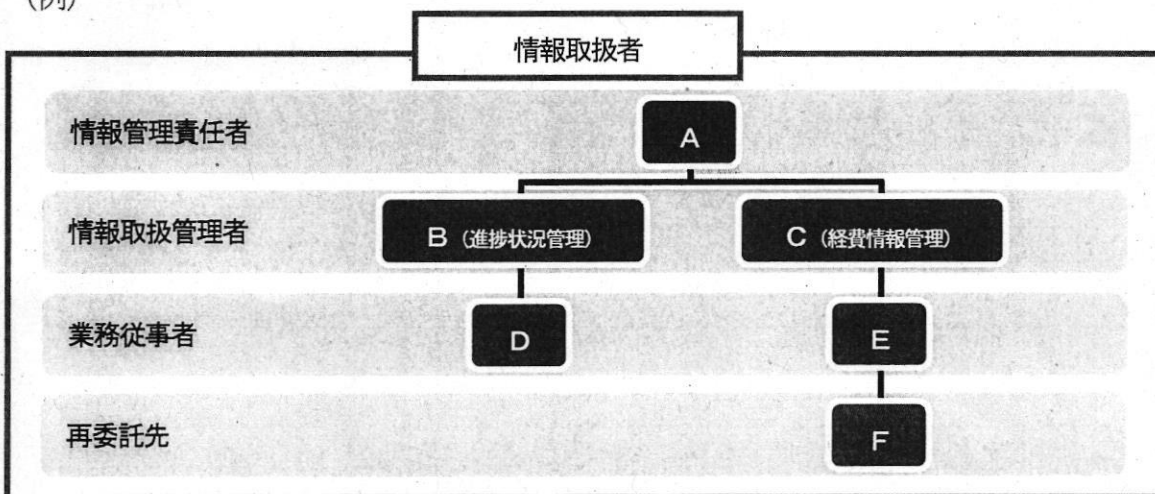 (例)
情報取扱者
情報管理責任者
A
情報取扱管理者
B (進捗状況管理)
C (経費情報管理)
業務従事者
D
E
再委託先
F